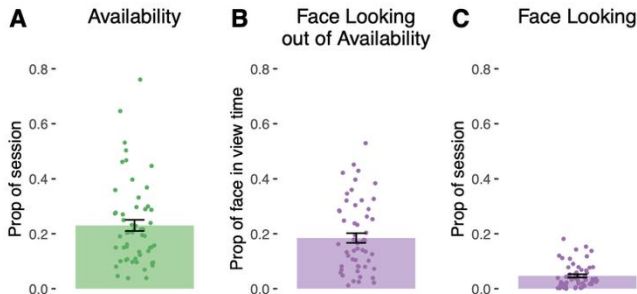 A Availability
B Face Looking
out of Availability
C Face Looking
Prop of session
0.8
0.6
0.4
0.2
0.0
Prop of face in view time
0.8
0.6
0.4
0.2
0.0
Prop of session
0.8
0.6
0.4
0.2
0.0